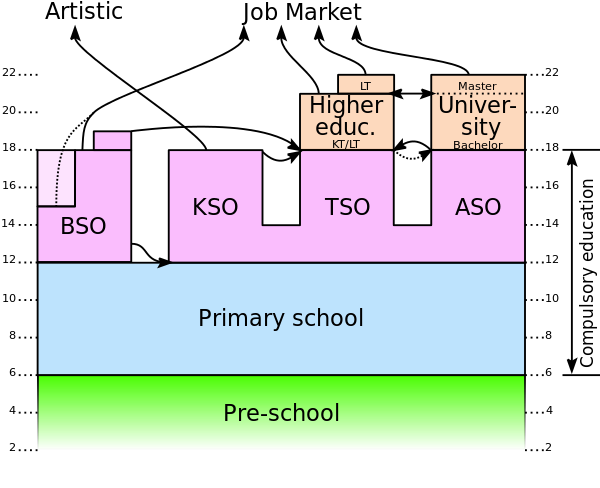 Artistic
Job Market
22
22
LT
Master
20
20
Higher
educ.
KT/LT
Univer-
sity
Bachelor
18
18
16
16
KSO
TSO
ASO
BSO
14
14
12
12
10
10
Primary school
8
8
6
6
Compulsory education
4
4
Pre-school
2
2